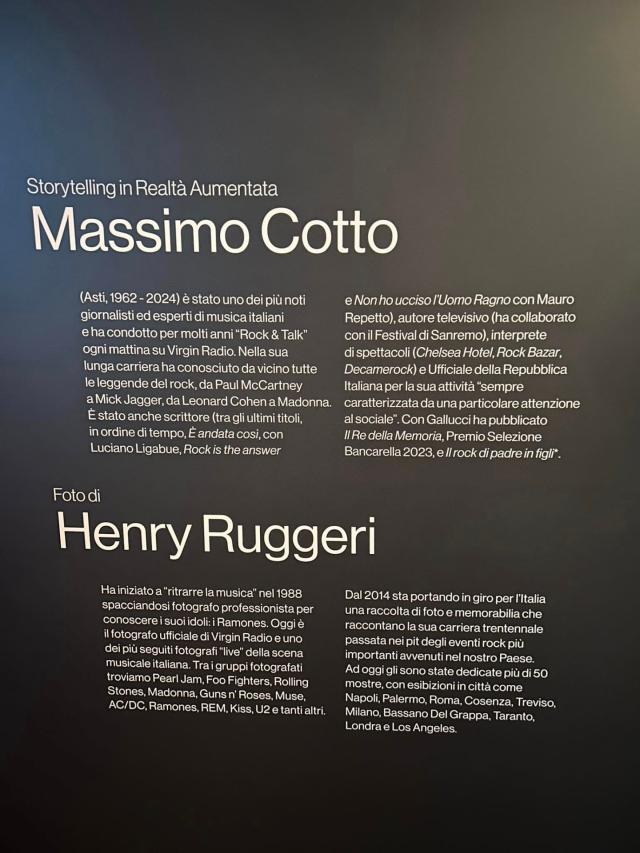 Storytelling in Realtà Aumentata
Massimo Cotto
(Asti, 1962 - 2024) è stato uno dei più noti
giornalisti ed esperti di musica italiani
e ha condotto per molti anni “Rock & Talk”
ogni mattina su Virgin Radio. Nella sua
lunga carriera ha conosciuto da vicino tutte
le leggende del rock, da Paul McCartney
a Mick Jagger, da Leonard Cohen a Madonna.
È stato anche scrittore (tra gli ultimi titoli,
in ordine di tempo, È andata così, con
Luciano Ligabue, Rock is the answer
e Non ho ucciso l’Uomo Ragno con Mauro
Repetto), autore televisivo (ha collaborato
con il Festival di Sanremo), interprete
di spettacoli (Chelsea Hotel, Rock Bazar,
Decamerock) e Ufficiale della Repubblica
Italiana per la sua attività “sempre
caratterizzata da una particolare attenzione
al sociale”. Con Gallucci ha pubblicato
Il Re della Memoria, Premio Selezione
Bancarella 2023, e Il rock di padre in figli*.
Foto di
Henry Ruggeri
Ha iniziato a “ritrarre la musica” nel 1988
spacciandosi fotografo professionista per
conoscere i suoi idoli: i Ramones. Oggi è
il fotografo ufficiale di Virgin Radio e uno
dei più seguiti fotografi “live” della scena
musicale italiana. Tra i gruppi fotografati
troviamo Pearl Jam, Foo Fighters, Rolling
Stones, Madonna, Guns n’ Roses, Muse,
AC/DC, Ramones, REM, Kiss, U2 e tanti altri.
Dal 2014 sta portando in giro per l’Italia
una raccolta di foto e memorabilia che
raccontano la sua carriera trentennale
passata nei pit degli eventi rock più
importanti avvenuti nel nostro Paese.
Ad oggi gli sono state dedicate più di 50
mostre, con esibizioni in città come
Napoli, Palermo, Roma, Cosenza, Treviso,
Milano, Bassano Del Grappa, Taranto,
Londra e Los Angeles.